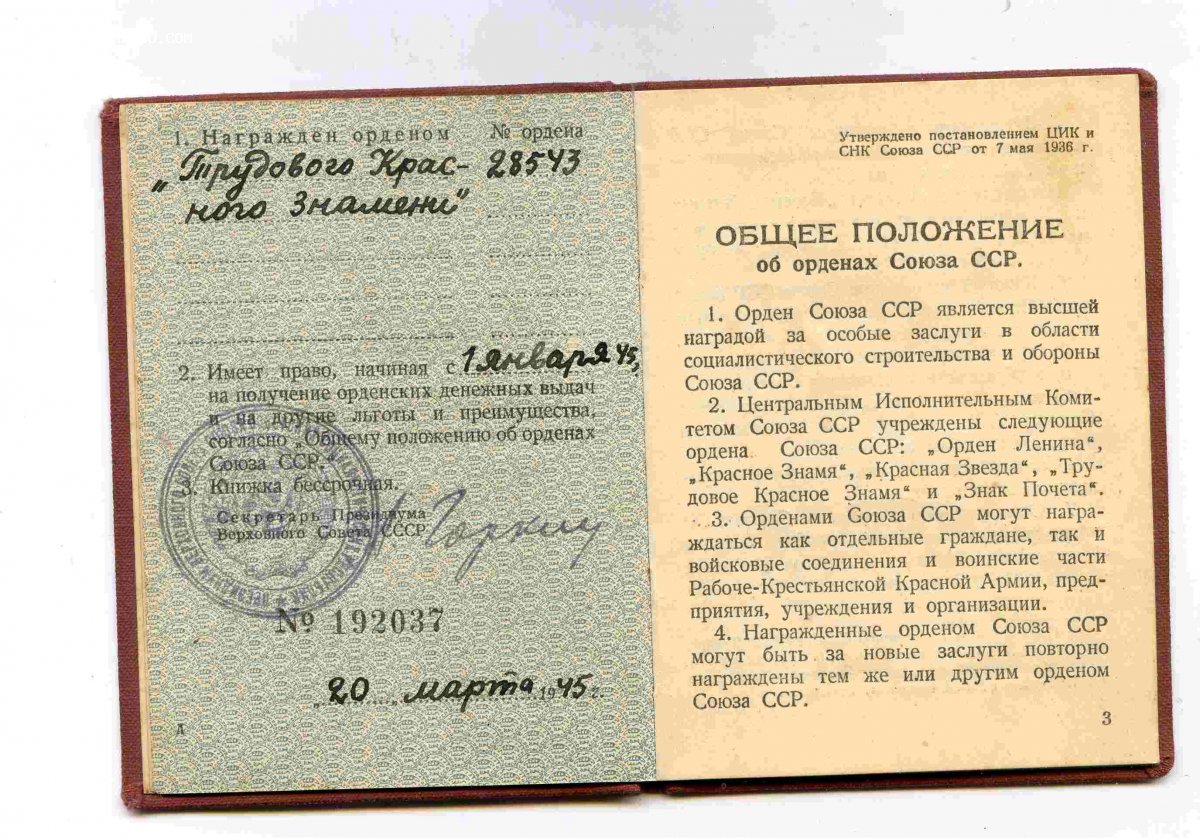 1. Награжден орденом № ордена
„Трудового Крас- 28543
ного Знамени"
2. Имеет право, начиная с 1 января 45,
на получение орденских денежных выдач
и на другие льготы и преимущества,
согласно „Общему положению об орденах
Союза ССР."
3. Книжка бессрочная.
Секретарь Президиума
Верховного Совета СССР
Горкин
№ 192037
„20 „ марта 1945 г.
А
Утверждено постановлением ЦИК и
СНК Союза ССР от 7 мая 1936 г.
ОБЩЕЕ ПОЛОЖЕНИЕ
об орденах Союза ССР.
1. Орден Союза ССР является высшей
наградой за особые заслуги в области
социалистического строительства и обороны
Союза ССР.
2. Центральным Исполнительным Коми-
тетом Союза ССР учреждены следующие
ордена Союза ССР: „Орден Ленина“,
„Красное Знамя“, „Красная Звезда“, „Тру-
довое Красное Знамя“ и „Знак Почета“.
3. Орденами Союза ССР могут награ-
ждаться как отдельные граждане, так и
войсковые соединения и воинские части
Рабоче-Крестьянской Красной Армии, пред-
приятия, учреждения и организации.
4. Награжденные орденом Союза ССР
могут быть за новые заслуги повторно
награждены тем же или другим орденом
Союза ССР.
3